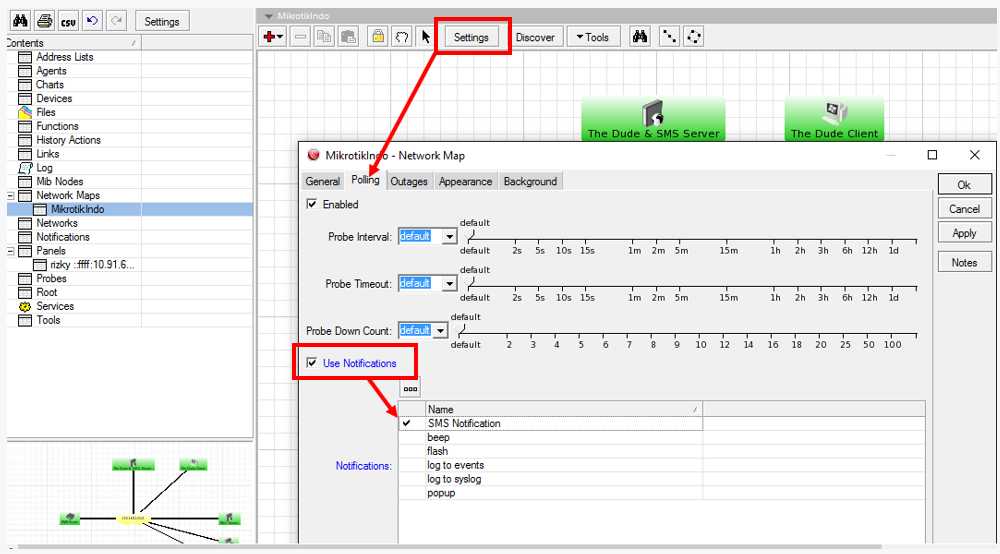 MikrotikIndo
CSV
Settings
Settings
Discover
Tools
Contents
Address Lists
Agents
Charts
Devices
Files
Functions
History Actions
Links
Log
Mib Nodes
Network Maps
MikrotikIndo
Networks
Notifications
Panels
rizky ::ffff:10.91.6...
Probes
Root
Services
Tools
The Dude & SMS Server
The Dude Client
MikrotikIndo - Network Map
General
Polling
Outages
Appearance
Background
Ok
Cancel
Apply
Notes
Enabled
default
Probe Interval:
default
default 2s 5s 10s 15s 1m 2m 5m 15m 1h 2h 3h 6h 12h 1d
default
Probe Timeout:
default
default 2s 5s 10s 15s 1m 2m 5m 15m 1h 2h 3h 6h 12h 1d
default
Probe Down Count:
default
default 2 3 4 5 6 7 8 9 10 12 14 16 18 20 25 50 100
Use Notifications
Name
Notifications:
SMS Notification
beep
flash
log to events
log to syslog
popup